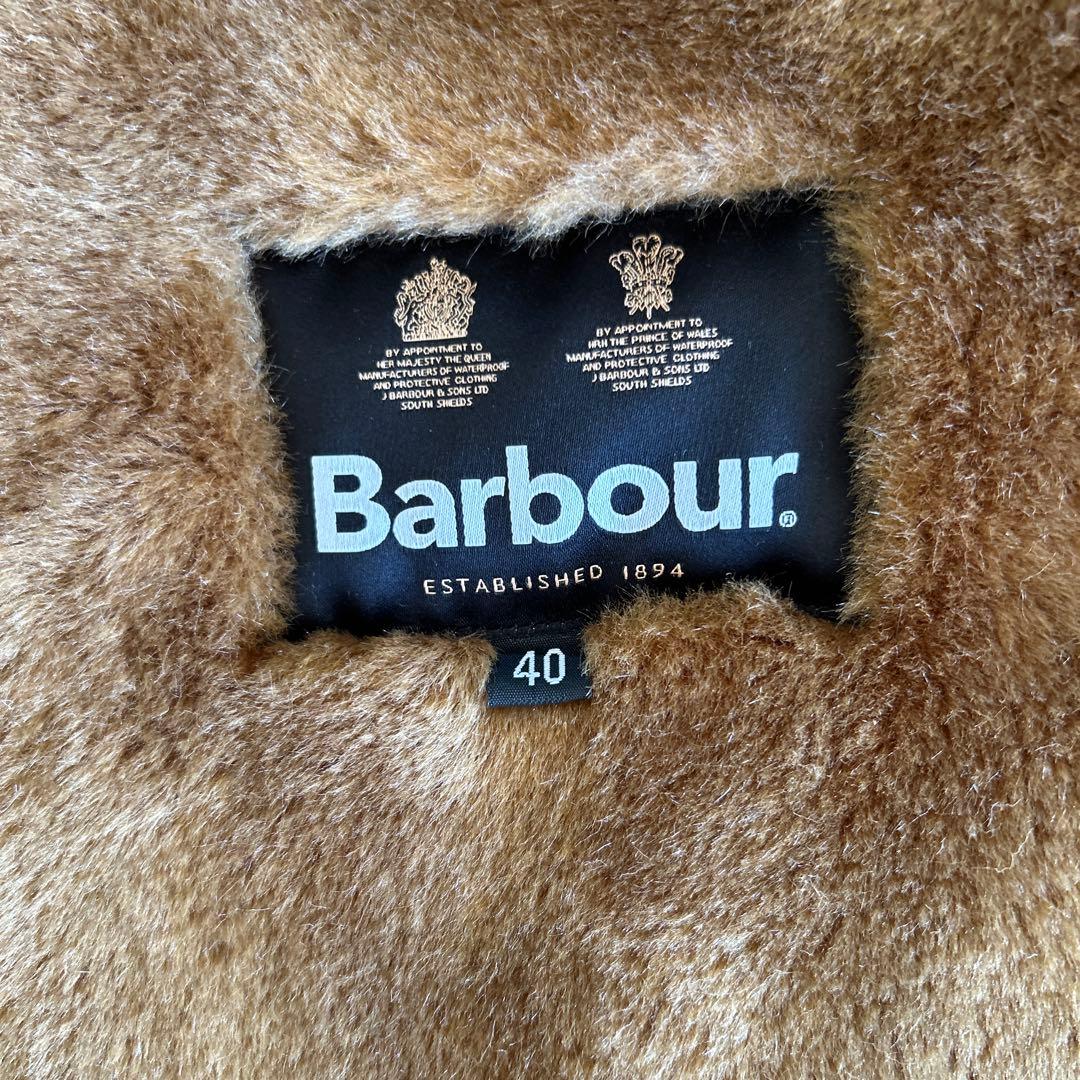 BY APPOINTMENT TO
HER MAJESTY THE QUEEN
MANUFACTURERS OF WATERPROOF
AND PROTECTIVE CLOTHING
J BARBOUR & SONS LTD
SOUTH SHIELDS
BY APPOINTMENT TO
HRH THE PRINCE OF WALES
MANUFACTURERS OF WATERPROOF
AND PROTECTIVE CLOTHING
J BARBOUR & SONS LTD
SOUTH SHIELDS
Barbour®
ESTABLISHED 1894
40